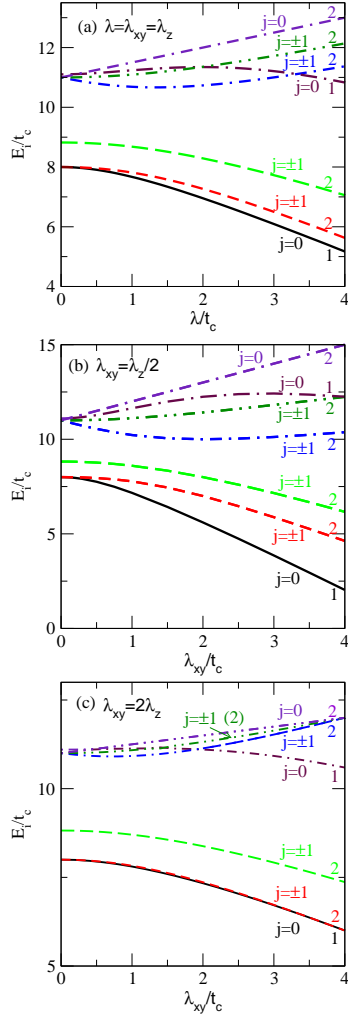 (a) λ=λxy=λz
j=0
2
j=±1
2
j=±1
2
j=0
1
j=±1
2
j=±1
2
j=0
1
Ei/tc
12
10
8
6
4
0 1 2 3 4
λ/tc
(b) λxy=λz/2
j=0
2
j=0
1
j=±1
2
j=±1
2
j=±1
2
j=±1
2
j=0
1
Ei/tc
15
10
5
0
0 1 2 3 4
λxy/tc
(c) λxy=2λz
j=±1 (2)
j=0
2
j=±1
2
j=0
1
j=±1
2
j=±1
2
j=0
1
Ei/tc
10
5
0 1 2 3 4
λxy/tc